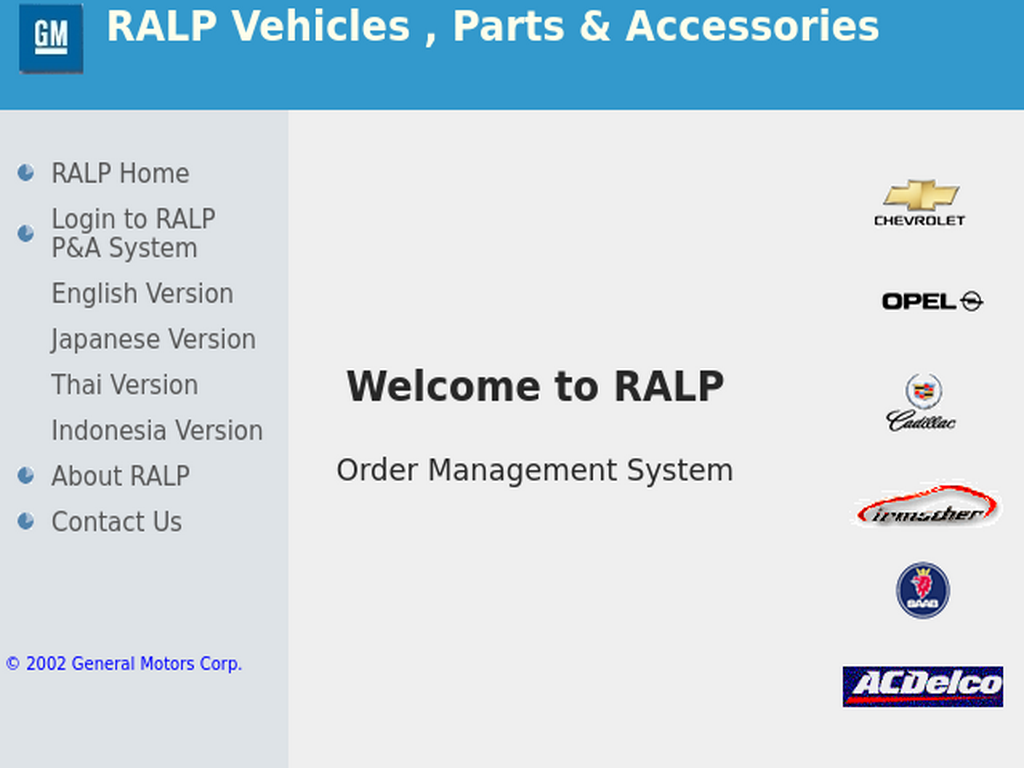 GM
RALP Vehicles , Parts & Accessories
RALP Home
Login to RALP
P&A System
English Version
Japanese Version
Thai Version
Indonesia Version
About RALP
Contact Us
© 2002 General Motors Corp.
Welcome to RALP
Order Management System
CHEVROLET
OPEL
Cadillac
irmscher
SAAB
ACDelco